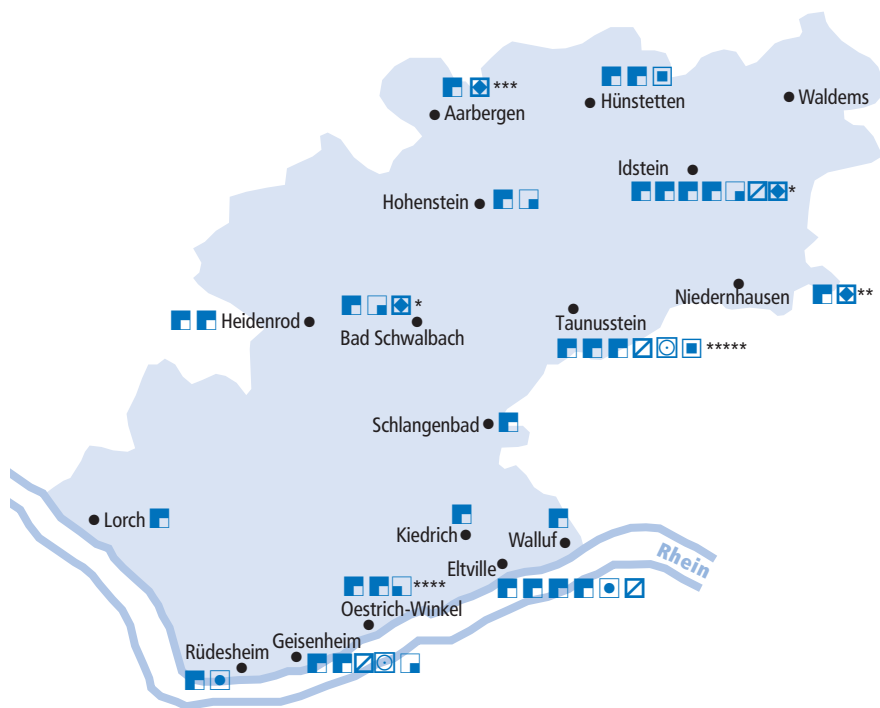 ***
Aarbergen
Hünstetten
Waldems
Idstein
*
Hohenstein
Niedernhausen
**
Heidenrod
*
Bad Schwalbach
Taunusstein
*****
Schlangenbad
Lorch
Kiedrich
Walluf
Eltville
Rhein
****
Oestrich-Winkel
Geisenheim
Rüdesheim